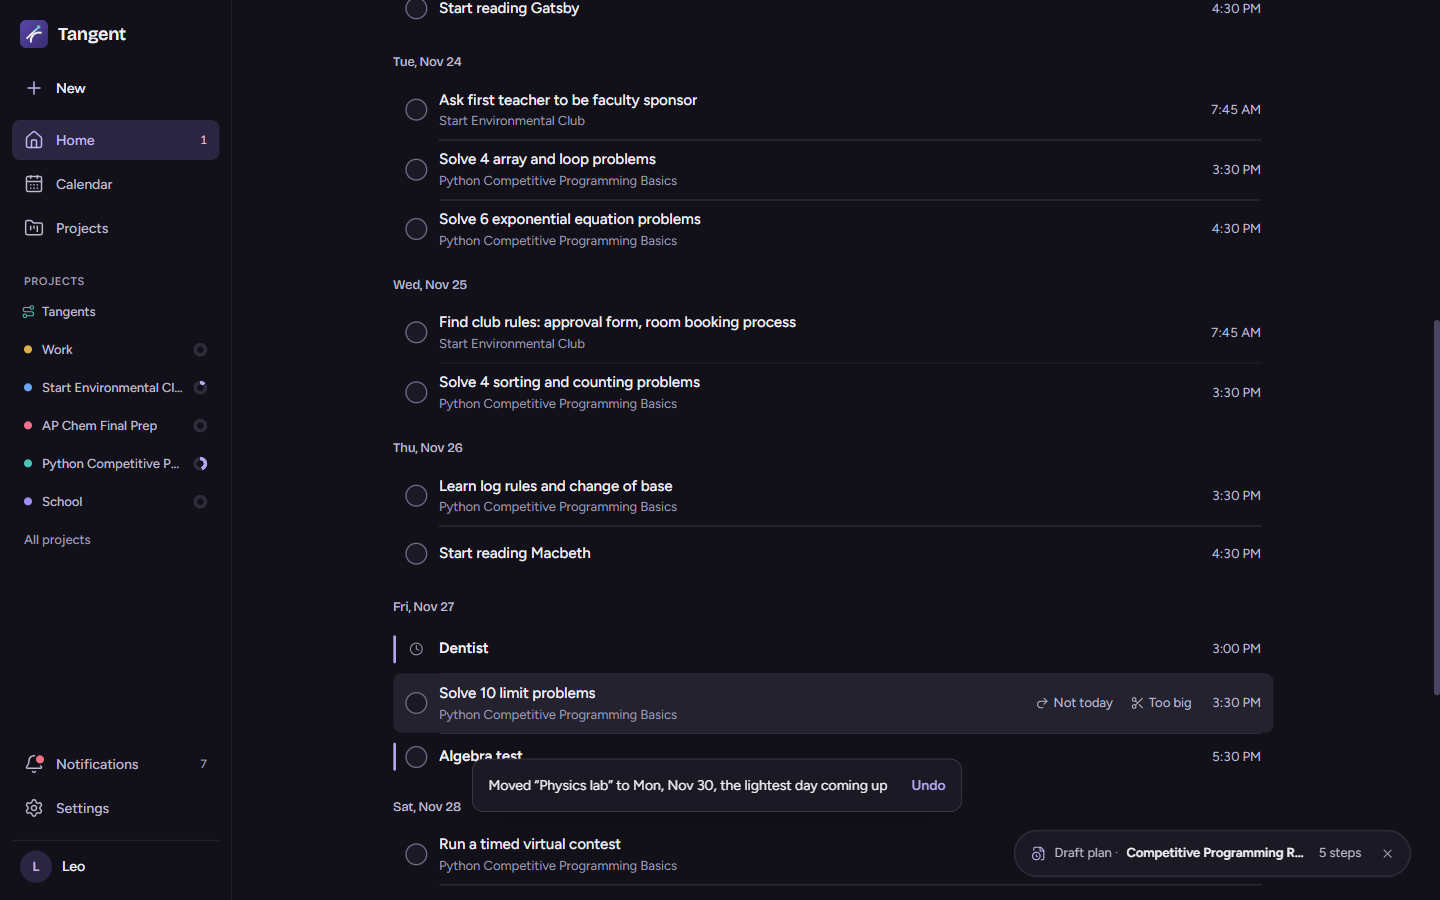 Tangent
New
Home 1
Calendar
Projects
PROJECTS
Tangents
Work
Start Environmental Cl...
AP Chem Final Prep
Python Competitive P...
School
All projects
Notifications 7
Settings
L Leo
Start reading Gatsby 4:30 PM
Tue, Nov 24
Ask first teacher to be faculty sponsor 7:45 AM
Start Environmental Club
Solve 4 array and loop problems 3:30 PM
Python Competitive Programming Basics
Solve 6 exponential equation problems 4:30 PM
Python Competitive Programming Basics
Wed, Nov 25
Find club rules: approval form, room booking process 7:45 AM
Start Environmental Club
Solve 4 sorting and counting problems 3:30 PM
Python Competitive Programming Basics
Thu, Nov 26
Learn log rules and change of base 3:30 PM
Python Competitive Programming Basics
Start reading Macbeth 4:30 PM
Fri, Nov 27
Dentist 3:00 PM
Solve 10 limit problems Not today Too big 3:30 PM
Python Competitive Programming Basics
Algebra test 5:30 PM
Moved “Physics lab” to Mon, Nov 30, the lightest day coming up Undo
Sat, Nov 28
Run a timed virtual contest
Python Competitive Programming Basics
Draft plan · Competitive Programming R... 5 steps